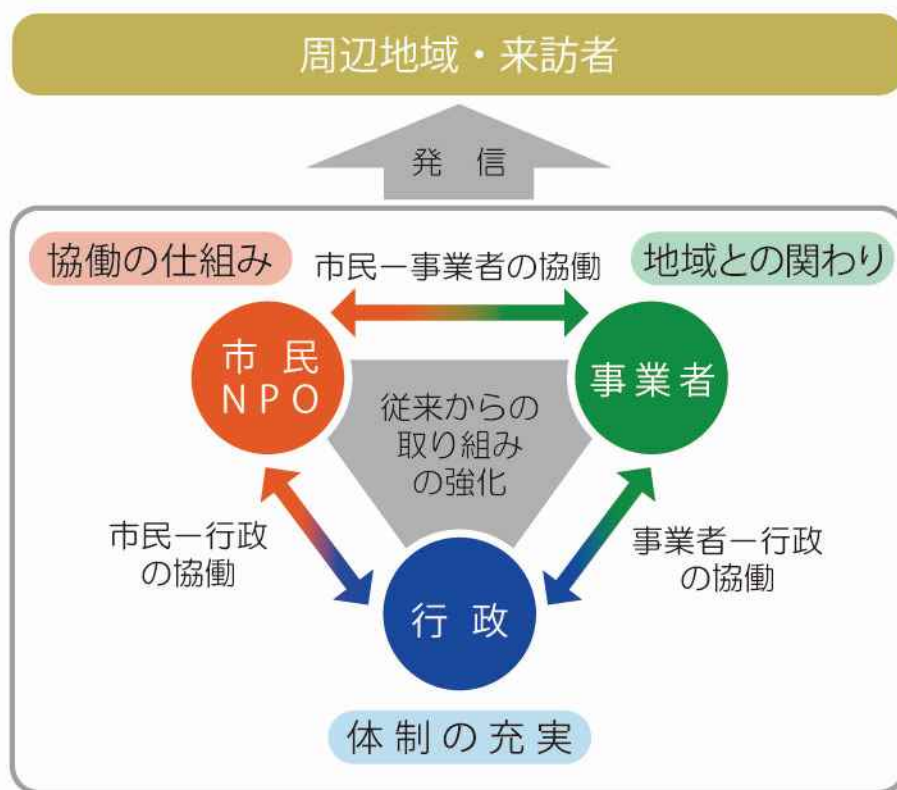 周辺地域・来訪者
発 信
協働の仕組み
市民ー事業者の協働
地域との関わり
市 民
NPO
事業者
従来からの
取り組み
の強化
市民ー行政
の協働
事業者ー行政
の協働
行 政
体制の充実